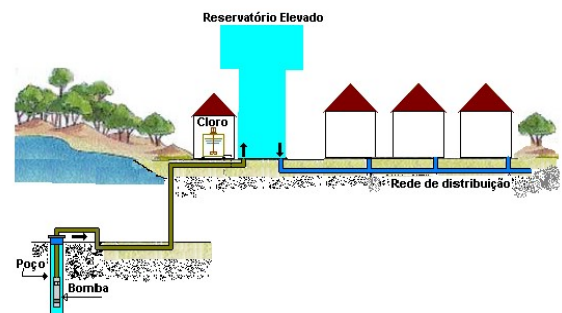 Reservatório Elevado
Cloro
Rede de distribuição
Poço
Bomba